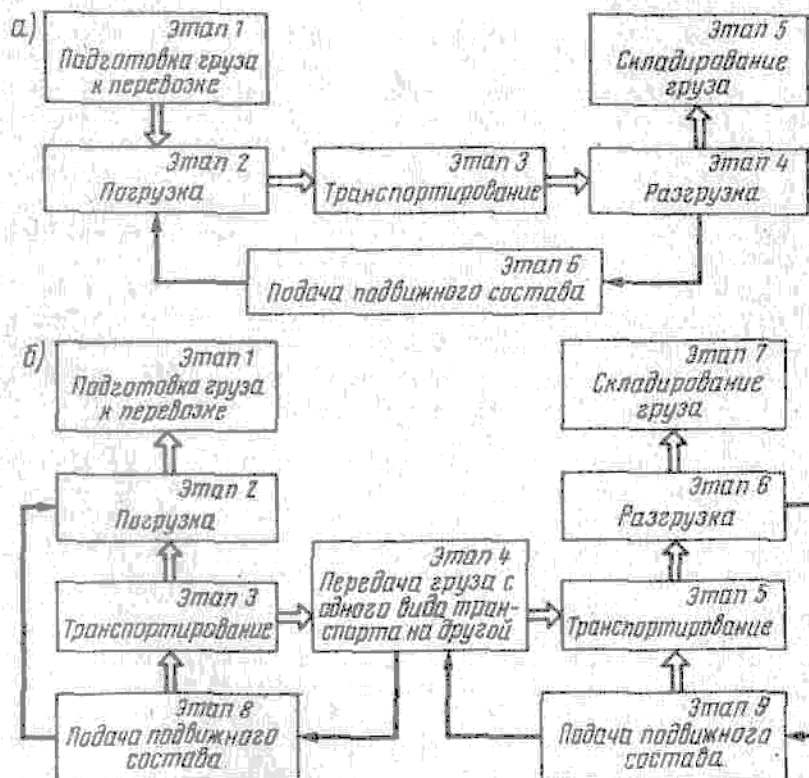 а)
Этап 1
Подготовка груза
к перевозке
Этап 5
Складирование
груза
Этап 2
Погрузка
Этап 3
Транспортирование
Этап 4
Разгрузка
Этап 6
Подача подвижного состава
б)
Этап 1
Подготовка груза
к перевозке
Этап 7
Складирование
груза
Этап 2
Погрузка
Этап 6
Разгрузка
Этап 3
Транспортирование
Этап 4
Передача груза с
одного вида тран-
спорта на другой
Этап 5
Транспортирование
Этап 8
Подача подвижного
состава
Этап 9
Подача подвижного
состава